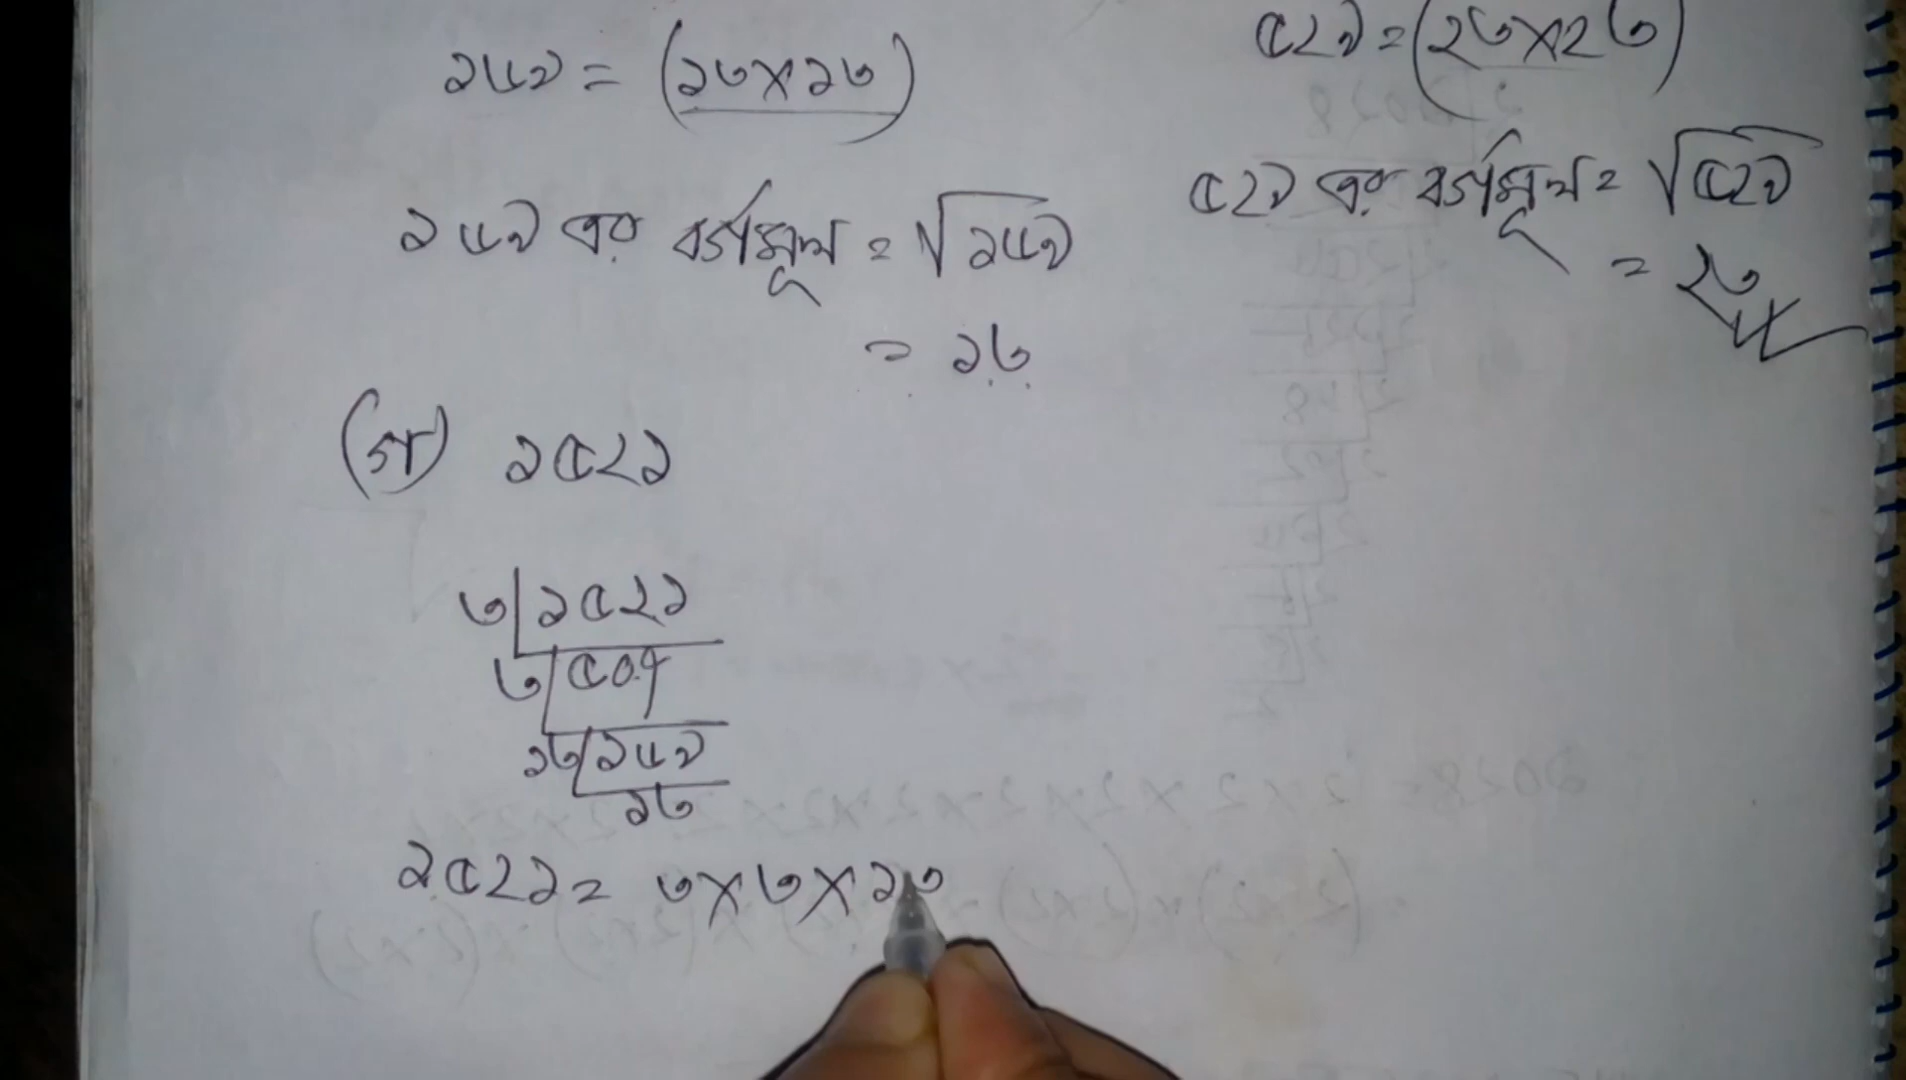 ১৬৯ = (১৩×১৩)
১৬৯ এর বর্গমূল = √১৬৯
= ১৩
৫২৯ = (২৩×২৩)
৫২৯ এর বর্গমূল = √৫২৯
= ২৩
(গ) ১৫২১
৩ | ১৫২১
৩ | ৫০৭
১৩ | ১৬৯
১৩
১৫২১ = ৩×৩×১৩